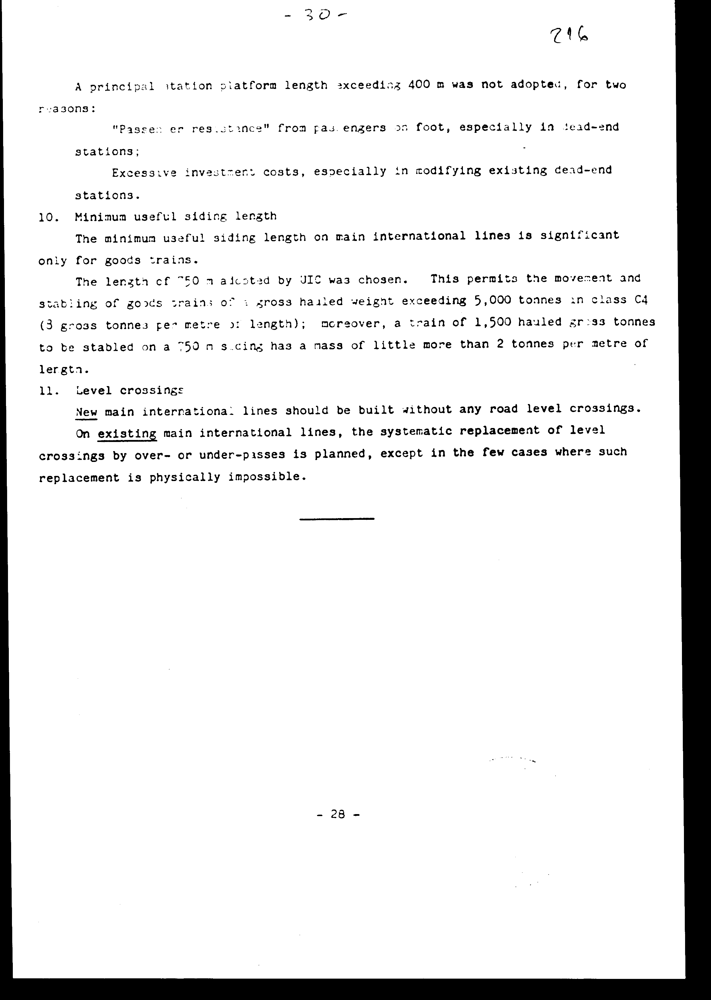 - 30 -
216
A principal station platform length exceeding 400 m was not adopted, for two
reasons:
"Passenger resistance" from passengers on foot, especially in dead-end
stations;
Excessive investment costs, especially in modifying existing dead-end
stations.
10. Minimum useful siding length
The minimum useful siding length on main international lines is significant
only for goods trains.
The length of 750 m adopted by UIC was chosen. This permits the movement and
stabling of goods trains of a gross hauled weight exceeding 5,000 tonnes in class C4
(8 gross tonnes per metre of length); moreover, a train of 1,500 hauled gross tonnes
to be stabled on a 750 m siding has a mass of little more than 2 tonnes per metre of
length.
11. Level crossings
New main international lines should be built without any road level crossings.
On existing main international lines, the systematic replacement of level
crossings by over- or under-passes is planned, except in the few cases where such
replacement is physically impossible.
- 28 -